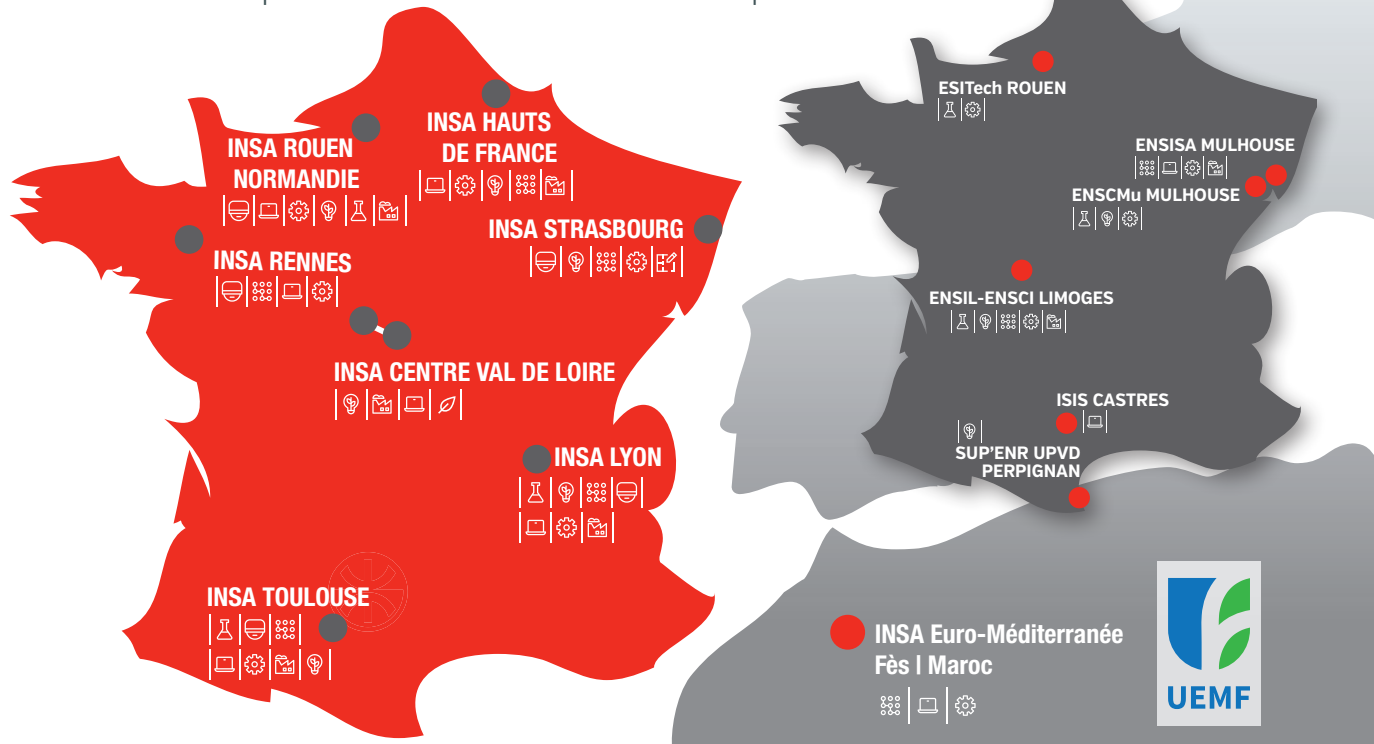 INSA HAUTS
DE FRANCE
INSA ROUEN
NORMANDIE
INSA STRASBOURG
INSA RENNES
INSA CENTRE VAL DE LOIRE
INSA LYON
INSA TOULOUSE
ESITech ROUEN
ENSISA MULHOUSE
ENSCMu MULHOUSE
ENSIL-ENSCI LIMOGES
ISIS CASTRES
SUP'ENR UPVD
PERPIGNAN
INSA Euro-Méditerranée
Fès | Maroc
UEMF